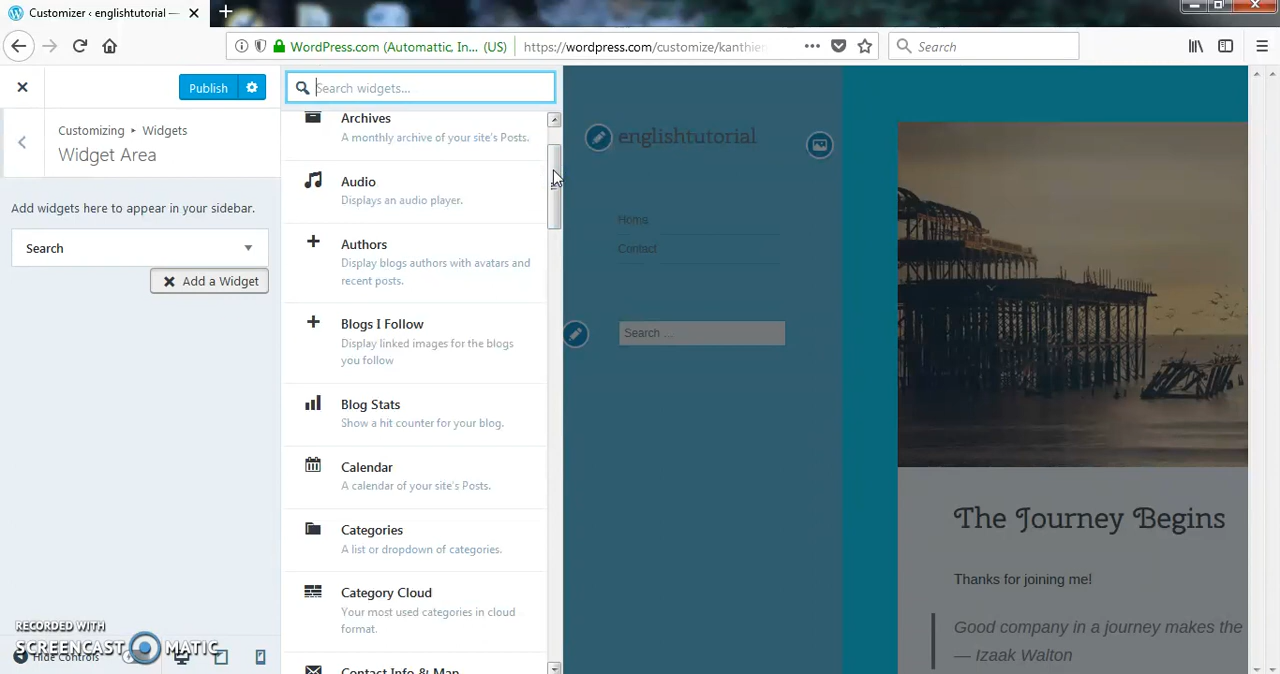 Customizer ‹ englishtutorial —
WordPress.com (Automattic, In... (US)
https://wordpress.com/customize/kanthien
Search
Publish
Search widgets...
Customizing ▸ Widgets
Widget Area
Add widgets here to appear in your sidebar.
Search
Add a Widget
Archives
A monthly archive of your site's Posts.
Audio
Displays an audio player.
Authors
Display blogs authors with avatars and
recent posts.
Blogs I Follow
Display linked images for the blogs
you follow
Blog Stats
Show a hit counter for your blog.
Calendar
A calendar of your site's Posts.
Categories
A list or dropdown of categories.
Category Cloud
Your most used categories in cloud
format.
Contact Info & Map
englishtutorial
Home
Contact
Search ...
The Journey Begins
Thanks for joining me!
Good company in a journey makes the
— Izaak Walton
RECORDED WITH
SCREENCAST MATIC
Hide Controls